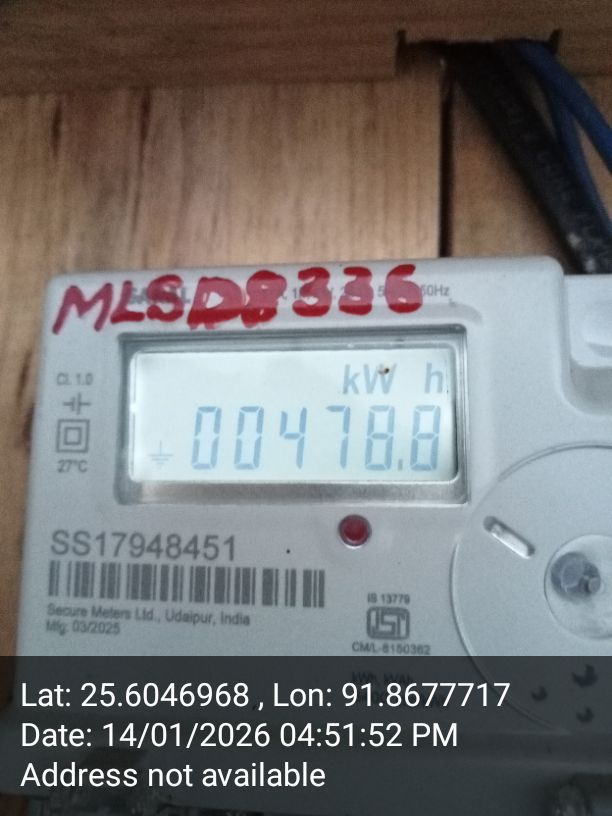 MLSD8336
50Hz
Cl. 1.0
kW h
00478.8
27°C
SS17948451
Secure Meters Ltd., Udaipur, India
Mfg: 03/2025
IS 13779
ISI
CM/L-8150362
Lat: 25.6046968 , Lon: 91.8677717
Date: 14/01/2026 04:51:52 PM
Address not available